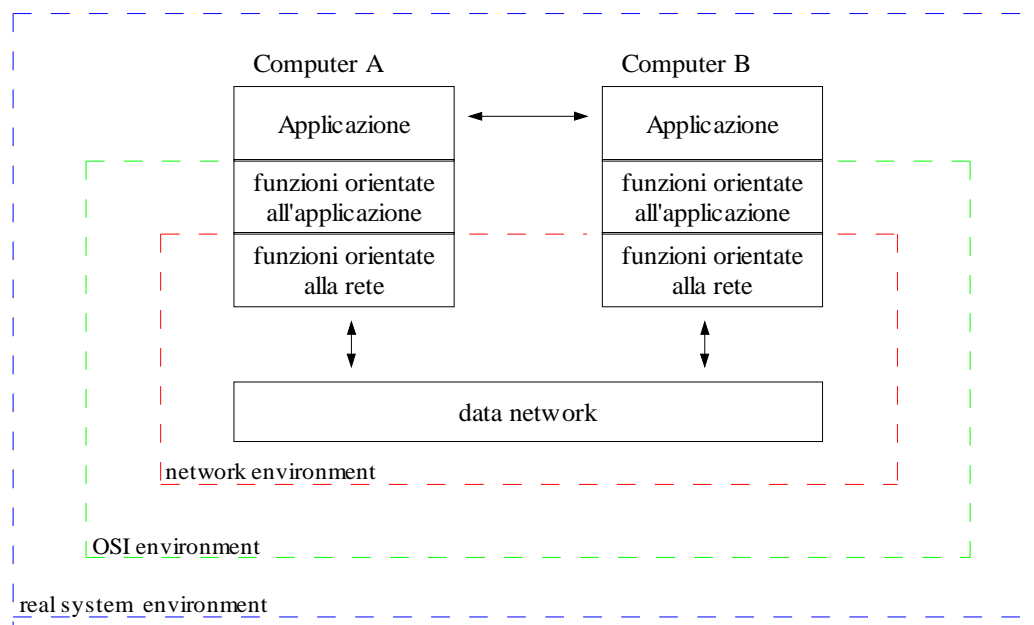 Computer A
Computer B
Applicazione
Applicazione
funzioni orientate
all'applicazione
funzioni orientate
all'applicazione
funzioni orientate
alla rete
funzioni orientate
alla rete
data network
network environment
OSI environment
real system environment